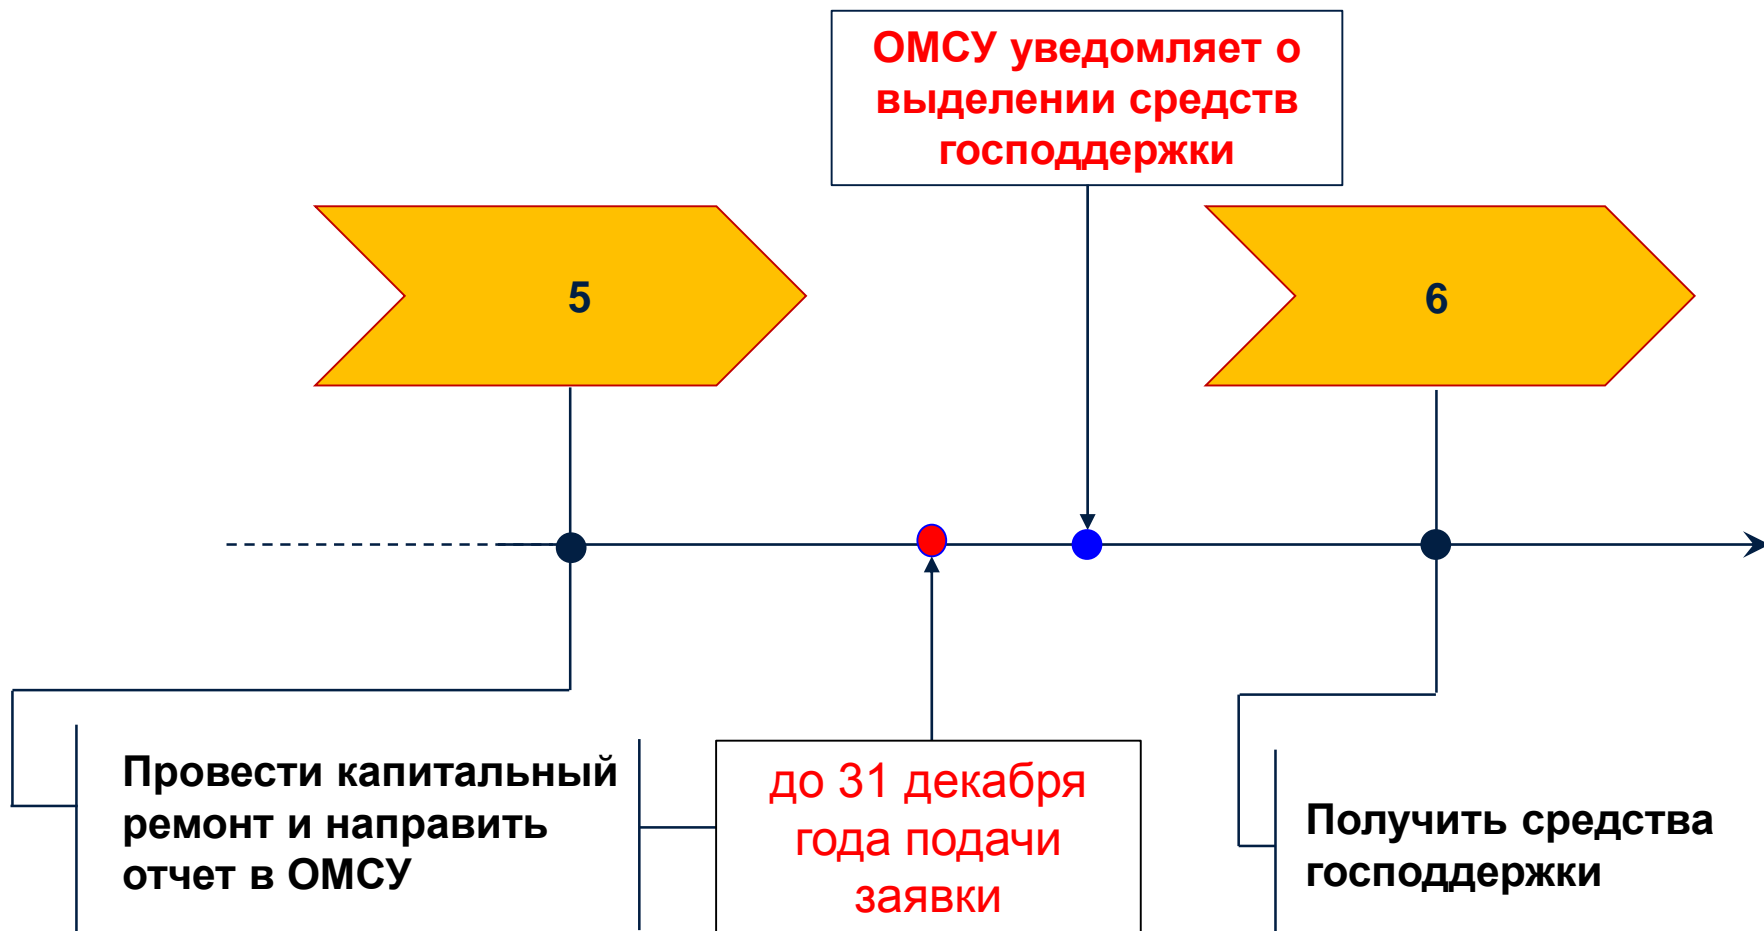 ОМСУ уведомляет о
выделении средств
господдержки
5
6
Провести капитальный
ремонт и направить
отчет в ОМСУ
до 31 декабря
года подачи
заявки
Получить средства
господдержки